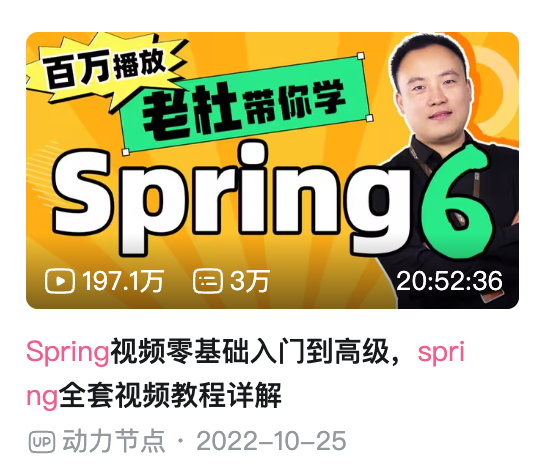 百万播放
老杜带你学
Spring6
197.1万 3万 20:52:36
Spring视频零基础入门到高级，spri
ng全套视频教程详解
UP 动力节点 · 2022-10-25